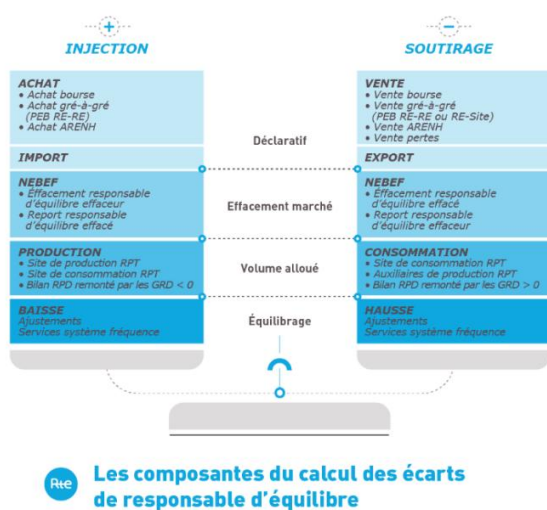 INJECTION
ACHAT
• Achat bourse
• Achat gré-à-gré
(PEB RE-RE)
• Achat ARENH
IMPORT
NEBEF
• Éffacement responsable
d'équilibre effaceur
• Report responsable
d'équilibre effacé
PRODUCTION
• Site de production RPT
• Site de consommation RPT
• Bilan RPD remonté par les GRD < 0
BAISSE
Ajustements
Services système fréquence
Déclaratif
Effacement marché
Volume alloué
Équilibrage
SOUTIRAGE
VENTE
• Vente bourse
• Vente gré-à-gré
(PEB RE-RE ou RE-Site)
• Vente ARENH
• Vente pertes
EXPORT
NEBEF
• Éffacement responsable
d'équilibre effacé
• Report responsable
d'équilibre effaceur
CONSOMMATION
• Site de consommation RPT
• Auxiliaires de production RPT
• Bilan RPD remonté par les GRD > 0
HAUSSE
Ajustements
Services système fréquence
Rte
Les composantes du calcul des écarts
de responsable d'équilibre